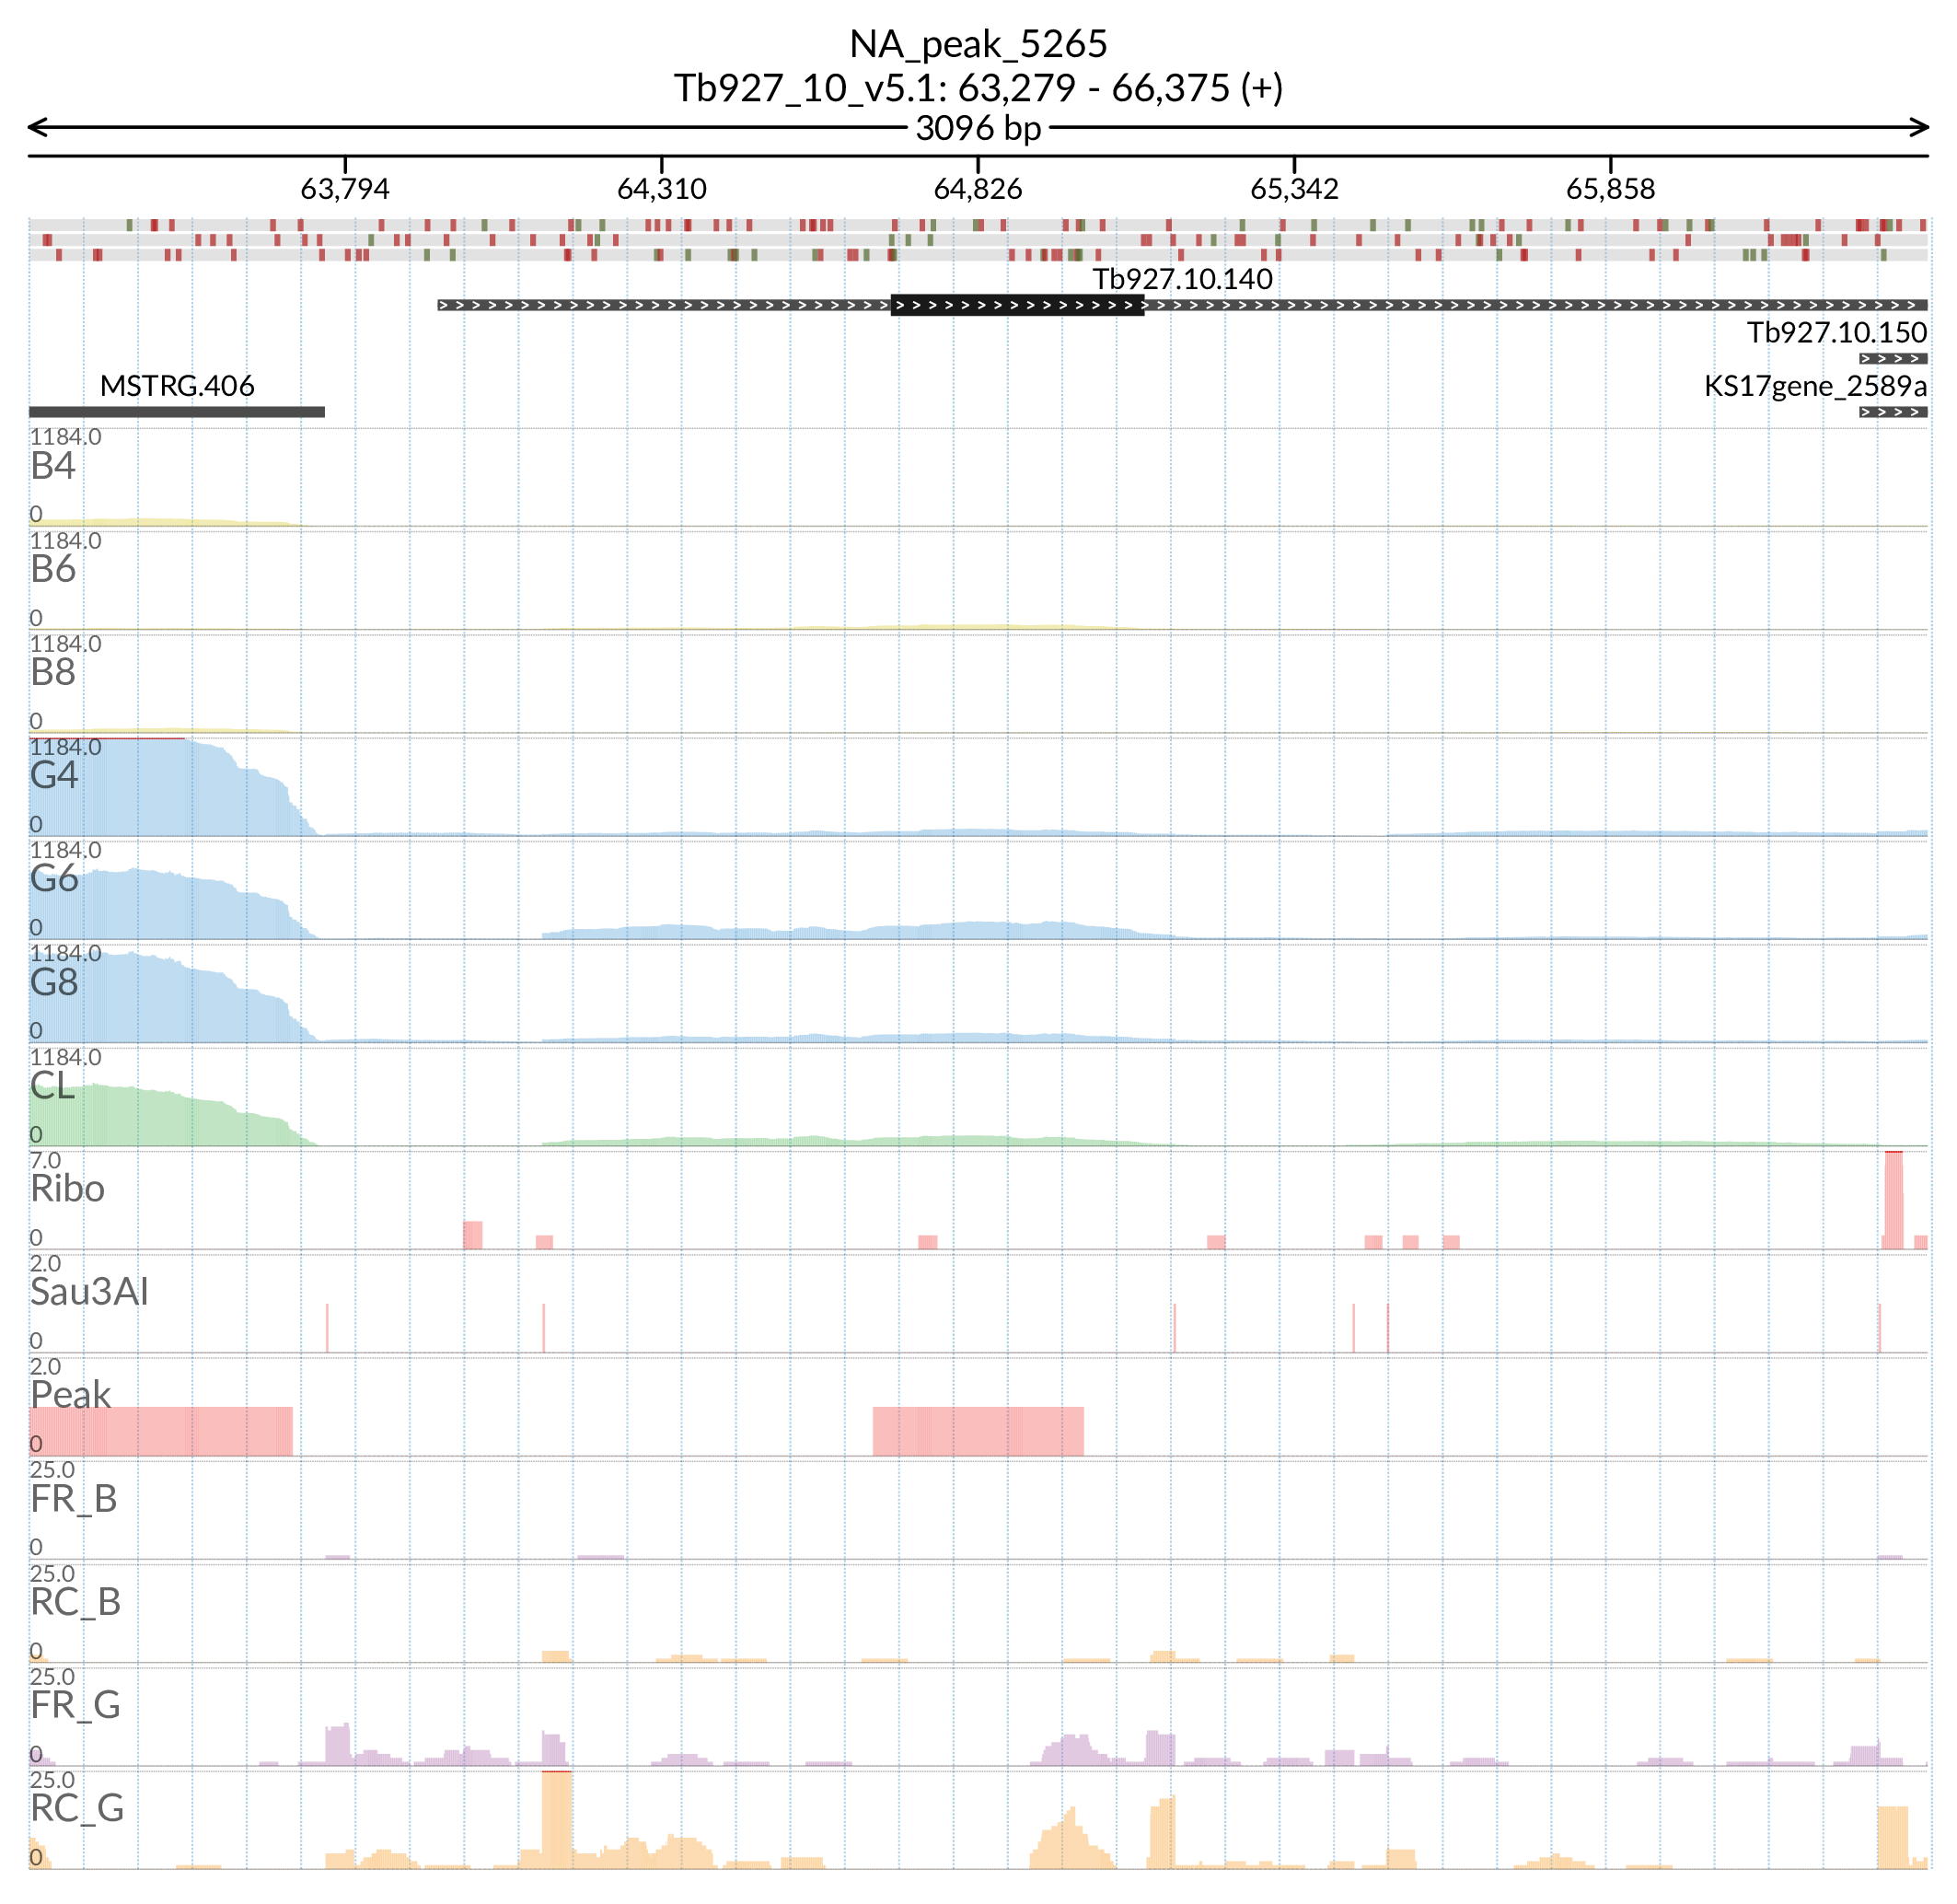 NA_peak_5265
Tb927_10_v5.1: 63,279 - 66,375 (+)
3096 bp
63,794 64,310 64,826 65,342 65,858
Tb927.10.140
Tb927.10.150
MSTRG.406 KS17gene_2589a
1184.0
B4
0
1184.0
B6
0
1184.0
B8
0
1184.0
G4
0
1184.0
G6
0
1184.0
G8
0
1184.0
CL
0
7.0
Ribo
0
2.0
Sau3AI
0
2.0
Peak
0
25.0
FR_B
0
25.0
RC_B
0
25.0
FR_G
0
25.0
RC_G
0